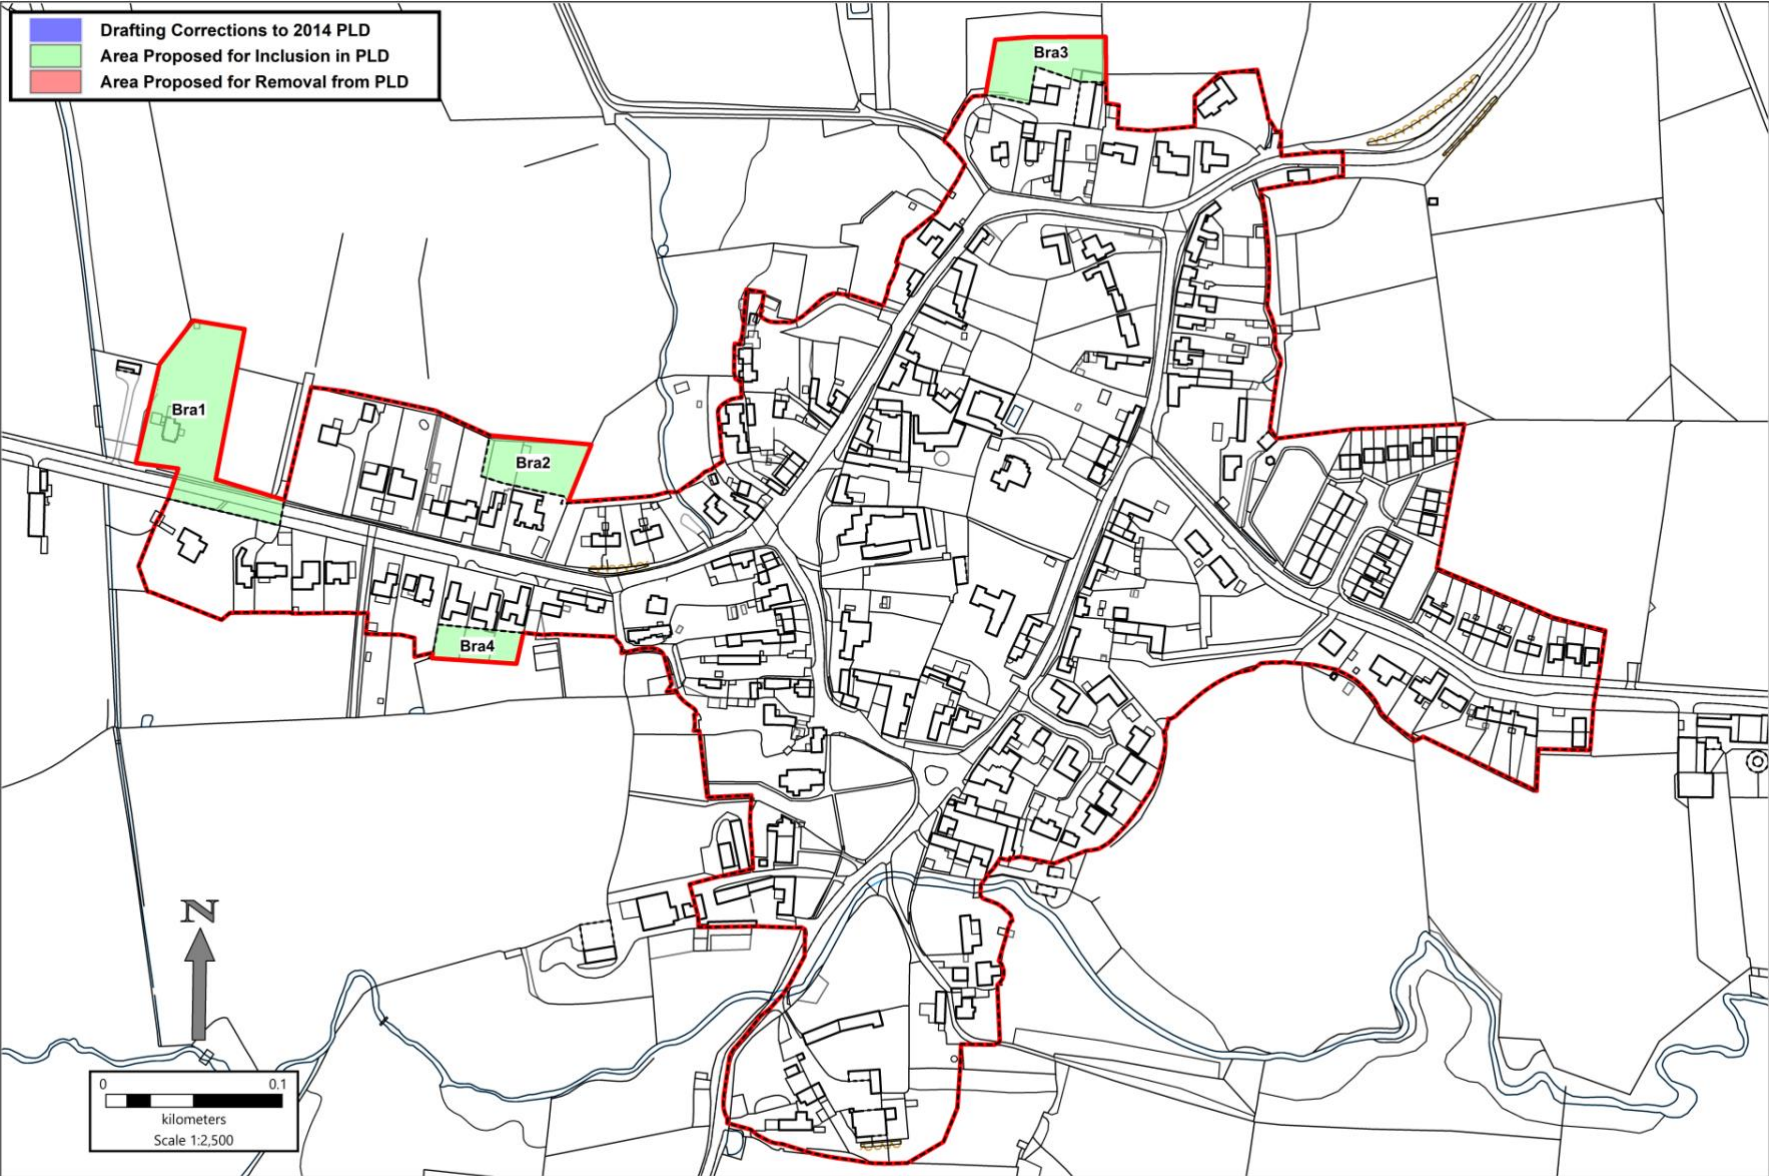 Drafting Corrections to 2014 PLD
Area Proposed for Inclusion in PLD
Area Proposed for Removal from PLD
Bra3
Bra1
Bra2
Bra4
N
0 0.1
kilometers
Scale 1:2,500